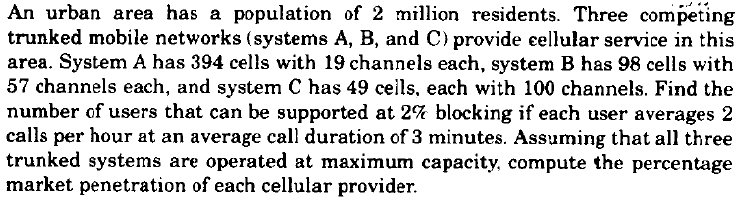 An urban area has a population of 2 million residents. Three competing
trunked mobile networks (systems A, B, and C) provide cellular service in this
area. System A has 394 cells with 19 channels each, system B has 98 cells with
57 channels each, and system C has 49 cells, each with 100 channels. Find the
number of users that can be supported at 2% blocking if each user averages 2
calls per hour at an average call duration of 3 minutes. Assuming that all three
trunked systems are operated at maximum capacity, compute the percentage
market penetration of each cellular provider.